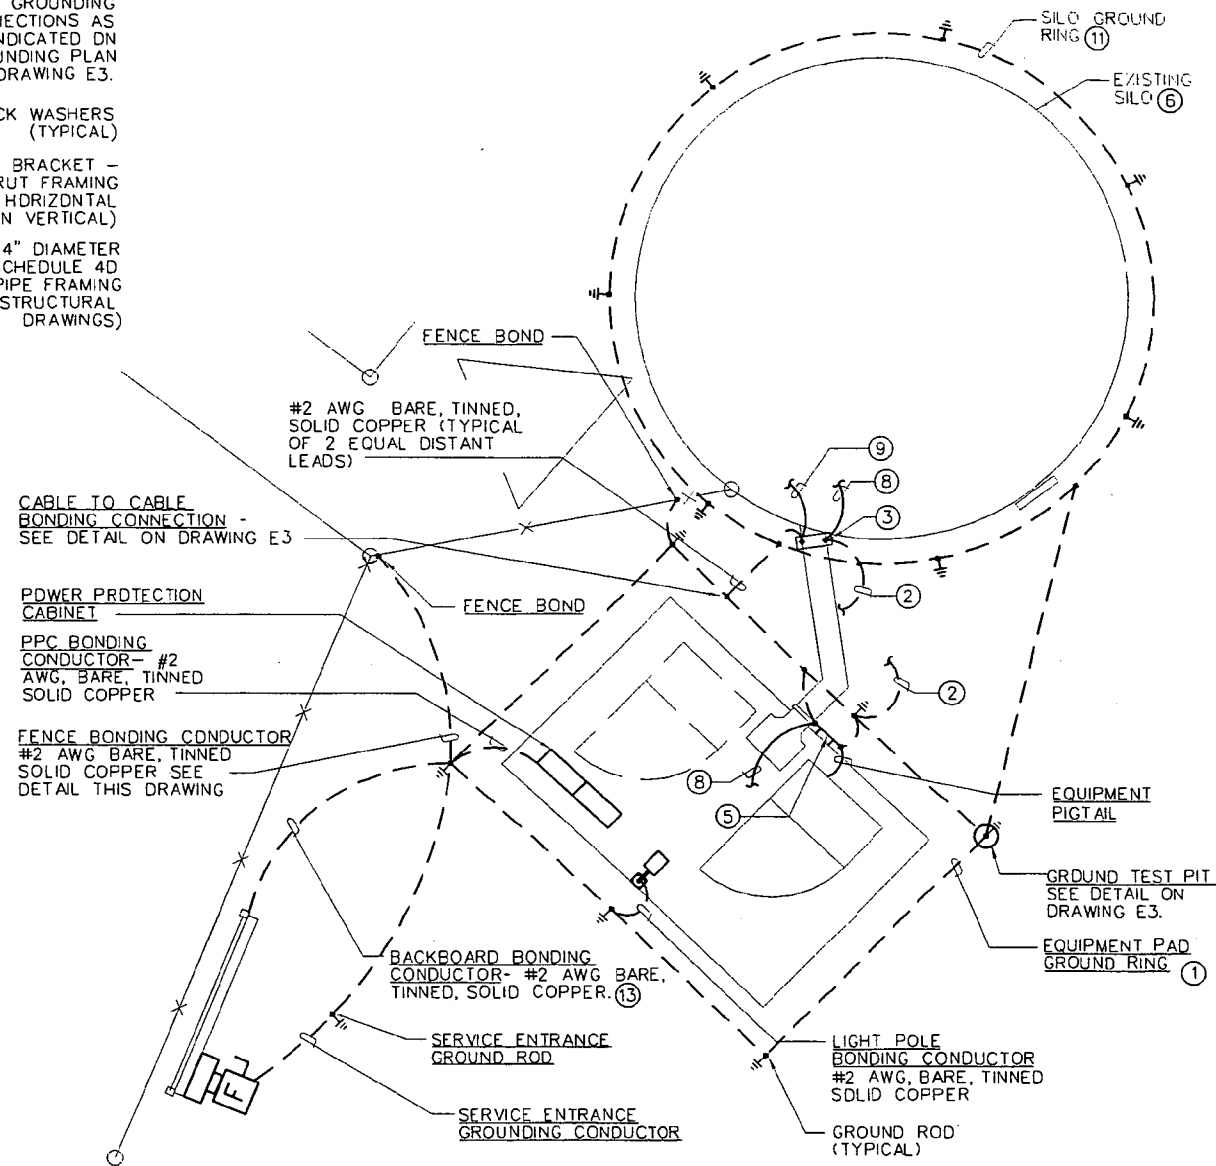 GROUNDING
ECTIONS AS
NDICATED ON
UNDING PLAN
DRAWING E3.
CK WASHERS
(TYPICAL)
BRACKET -
RUT FRAMING
HORIZONTAL
N VERTICAL)
4" DIAMETER
CHEDULE 40
PIPE FRAMING
STRUCTURAL
DRAWINGS)
SILO GROUND
RING 11
EXISTING
SILO 6
FENCE BOND
#2 AWG BARE, TINNED,
SOLID COPPER (TYPICAL
OF 2 EQUAL DISTANT
LEADS)
9
8
3
CABLE TO CABLE
BONDING CONNECTION -
SEE DETAIL ON DRAWING E3
2
POWER PROTECTION
CABINET
FENCE BOND
PPC BONDING
CONDUCTOR- #2
AWG, BARE, TINNED
SOLID COPPER
2
FENCE BONDING CONDUCTOR
#2 AWG BARE, TINNED
SOLID COPPER SEE
DETAIL THIS DRAWING
8
5
EQUIPMENT
PIGTAIL
GROUND TEST PIT
SEE DETAIL ON
DRAWING E3.
EQUIPMENT PAD
GROUND RING 1
BACKBOARD BONDING
CONDUCTOR- #2 AWG BARE,
TINNED, SOLID COPPER. 13
SERVICE ENTRANCE
GROUND ROD
LIGHT POLE
BONDING CONDUCTOR
#2 AWG, BARE, TINNED
SOLID COPPER
F
SERVICE ENTRANCE
GROUNDING CONDUCTOR
GROUND ROD
(TYPICAL)